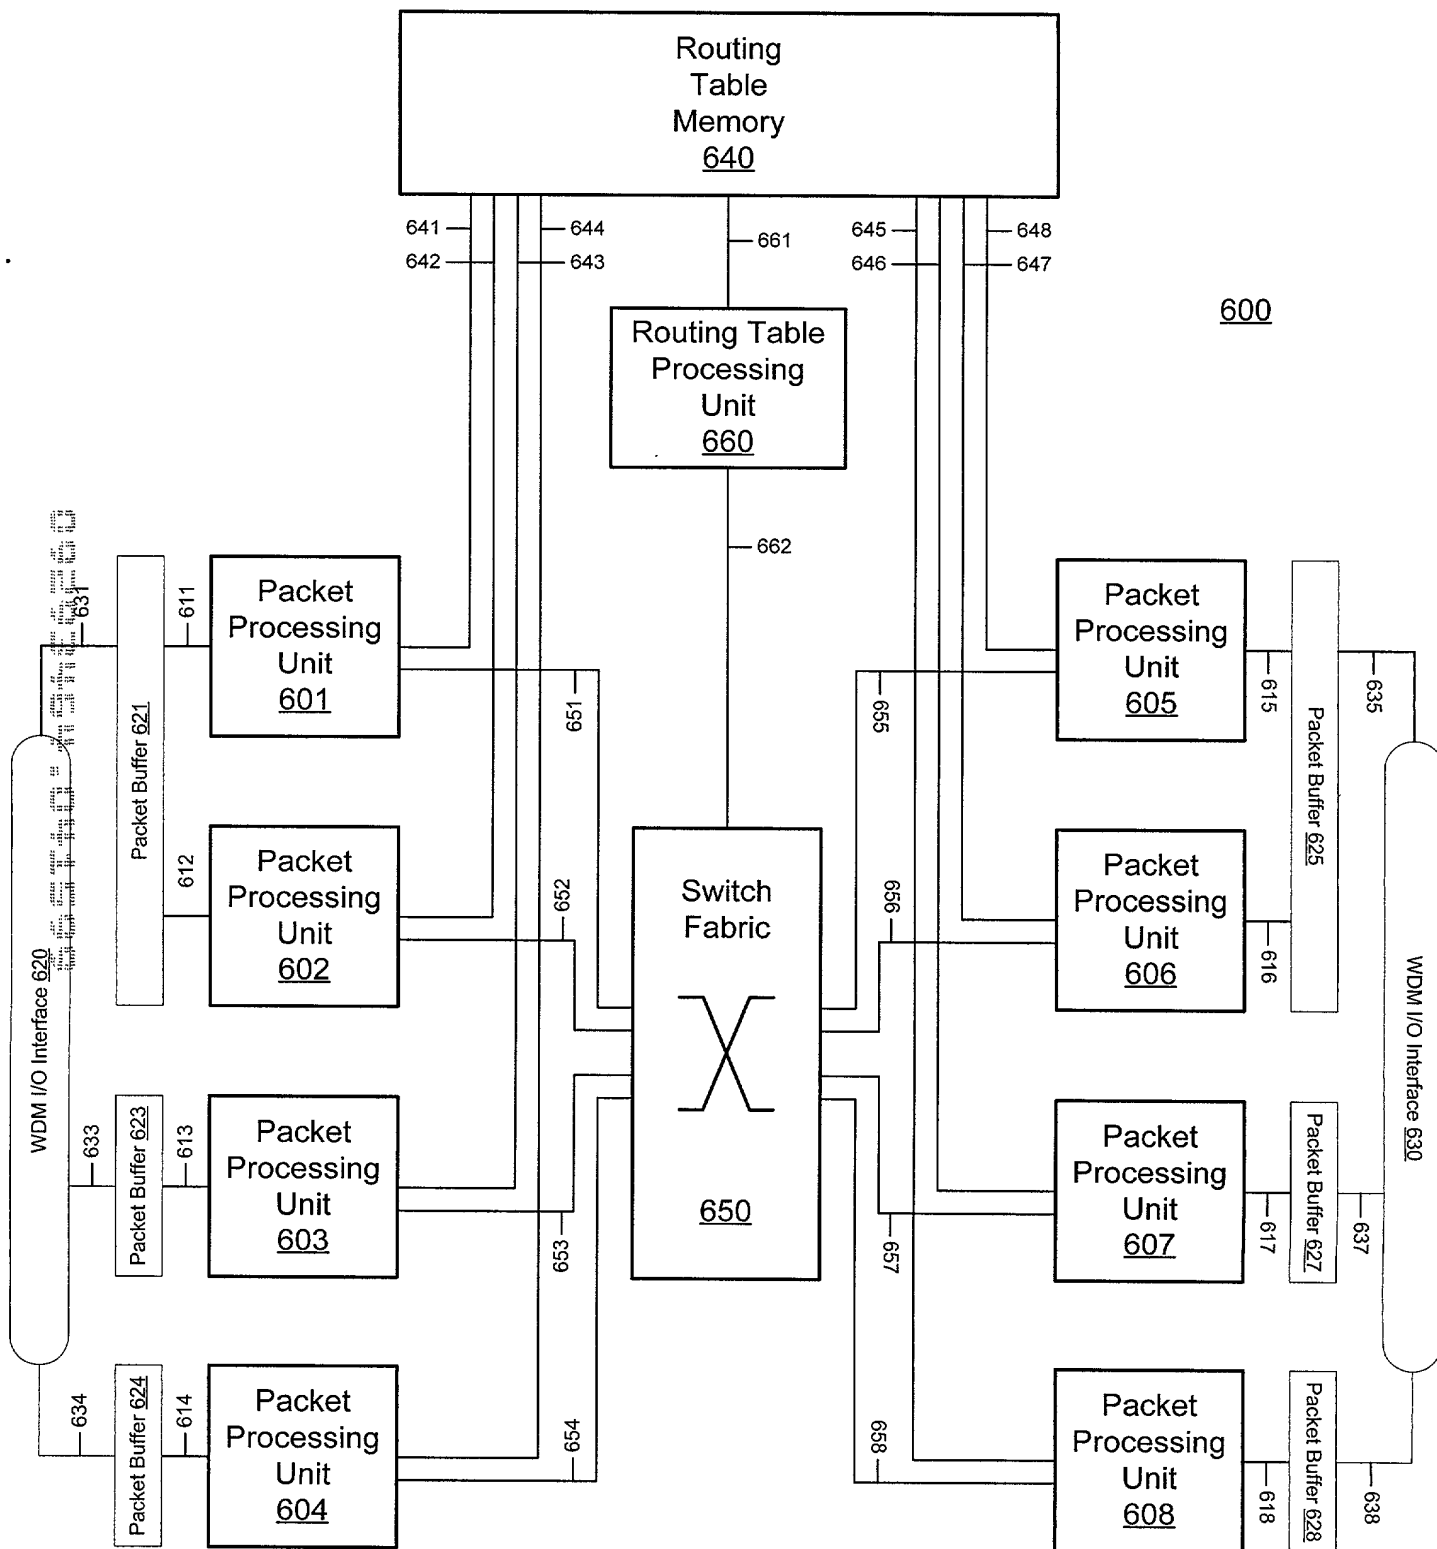 Routing
Table
Memory
640
641
642
644
643
661
645
646
648
647
600
Routing Table
Processing
Unit
660
662
631
611
Packet
Processing
Unit
601
651
Packet Buffer 621
612
Packet
Processing
Unit
602
652
WDM I/O Interface 620
633
Packet Buffer 623
613
Packet
Processing
Unit
603
653
634
Packet Buffer 624
614
Packet
Processing
Unit
604
654
Switch
Fabric
650
655
Packet
Processing
Unit
605
615
635
Packet Buffer 625
656
Packet
Processing
Unit
606
616
WDM I/O Interface 630
657
Packet
Processing
Unit
607
617
Packet Buffer 627
637
658
Packet
Processing
Unit
608
618
Packet Buffer 628
638